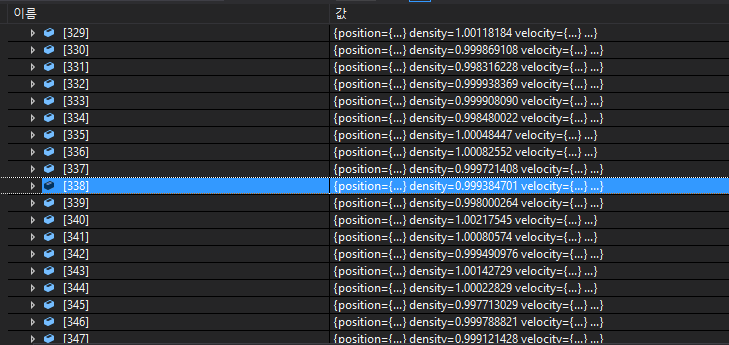 이름 값
[329] {position={...} density=1.00118184 velocity={...} ...}
[330] {position={...} density=0.999869108 velocity={...} ...}
[331] {position={...} density=0.998316228 velocity={...} ...}
[332] {position={...} density=0.999938369 velocity={...} ...}
[333] {position={...} density=0.999908090 velocity={...} ...}
[334] {position={...} density=0.998480022 velocity={...} ...}
[335] {position={...} density=1.00048447 velocity={...} ...}
[336] {position={...} density=1.00082552 velocity={...} ...}
[337] {position={...} density=0.999721408 velocity={...} ...}
[338] {position={...} density=0.999384701 velocity={...} ...}
[339] {position={...} density=0.998000264 velocity={...} ...}
[340] {position={...} density=1.00217545 velocity={...} ...}
[341] {position={...} density=1.00080574 velocity={...} ...}
[342] {position={...} density=0.999490976 velocity={...} ...}
[343] {position={...} density=1.00142729 velocity={...} ...}
[344] {position={...} density=1.00022829 velocity={...} ...}
[345] {position={...} density=0.997713029 velocity={...} ...}
[346] {position={...} density=0.999788821 velocity={...} ...}
[347] {position={...} density=0.999121428 velocity={...} ...}